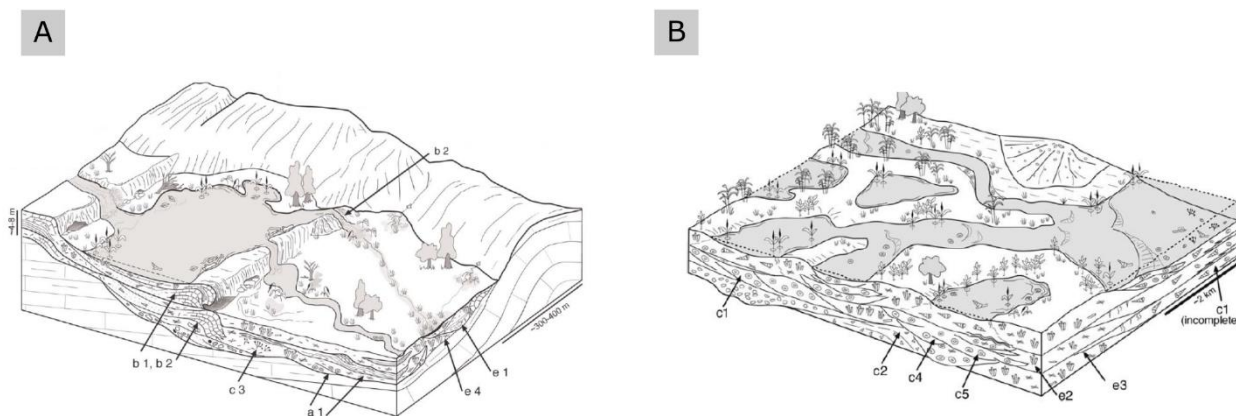 A
B
b 2
~4-8 m
b 1, b 2
c 3
a 1
e 4
e 1
~300-400 m
c1
c2
c4
c5
e2
e3
~2 km
c1
(incomplete)